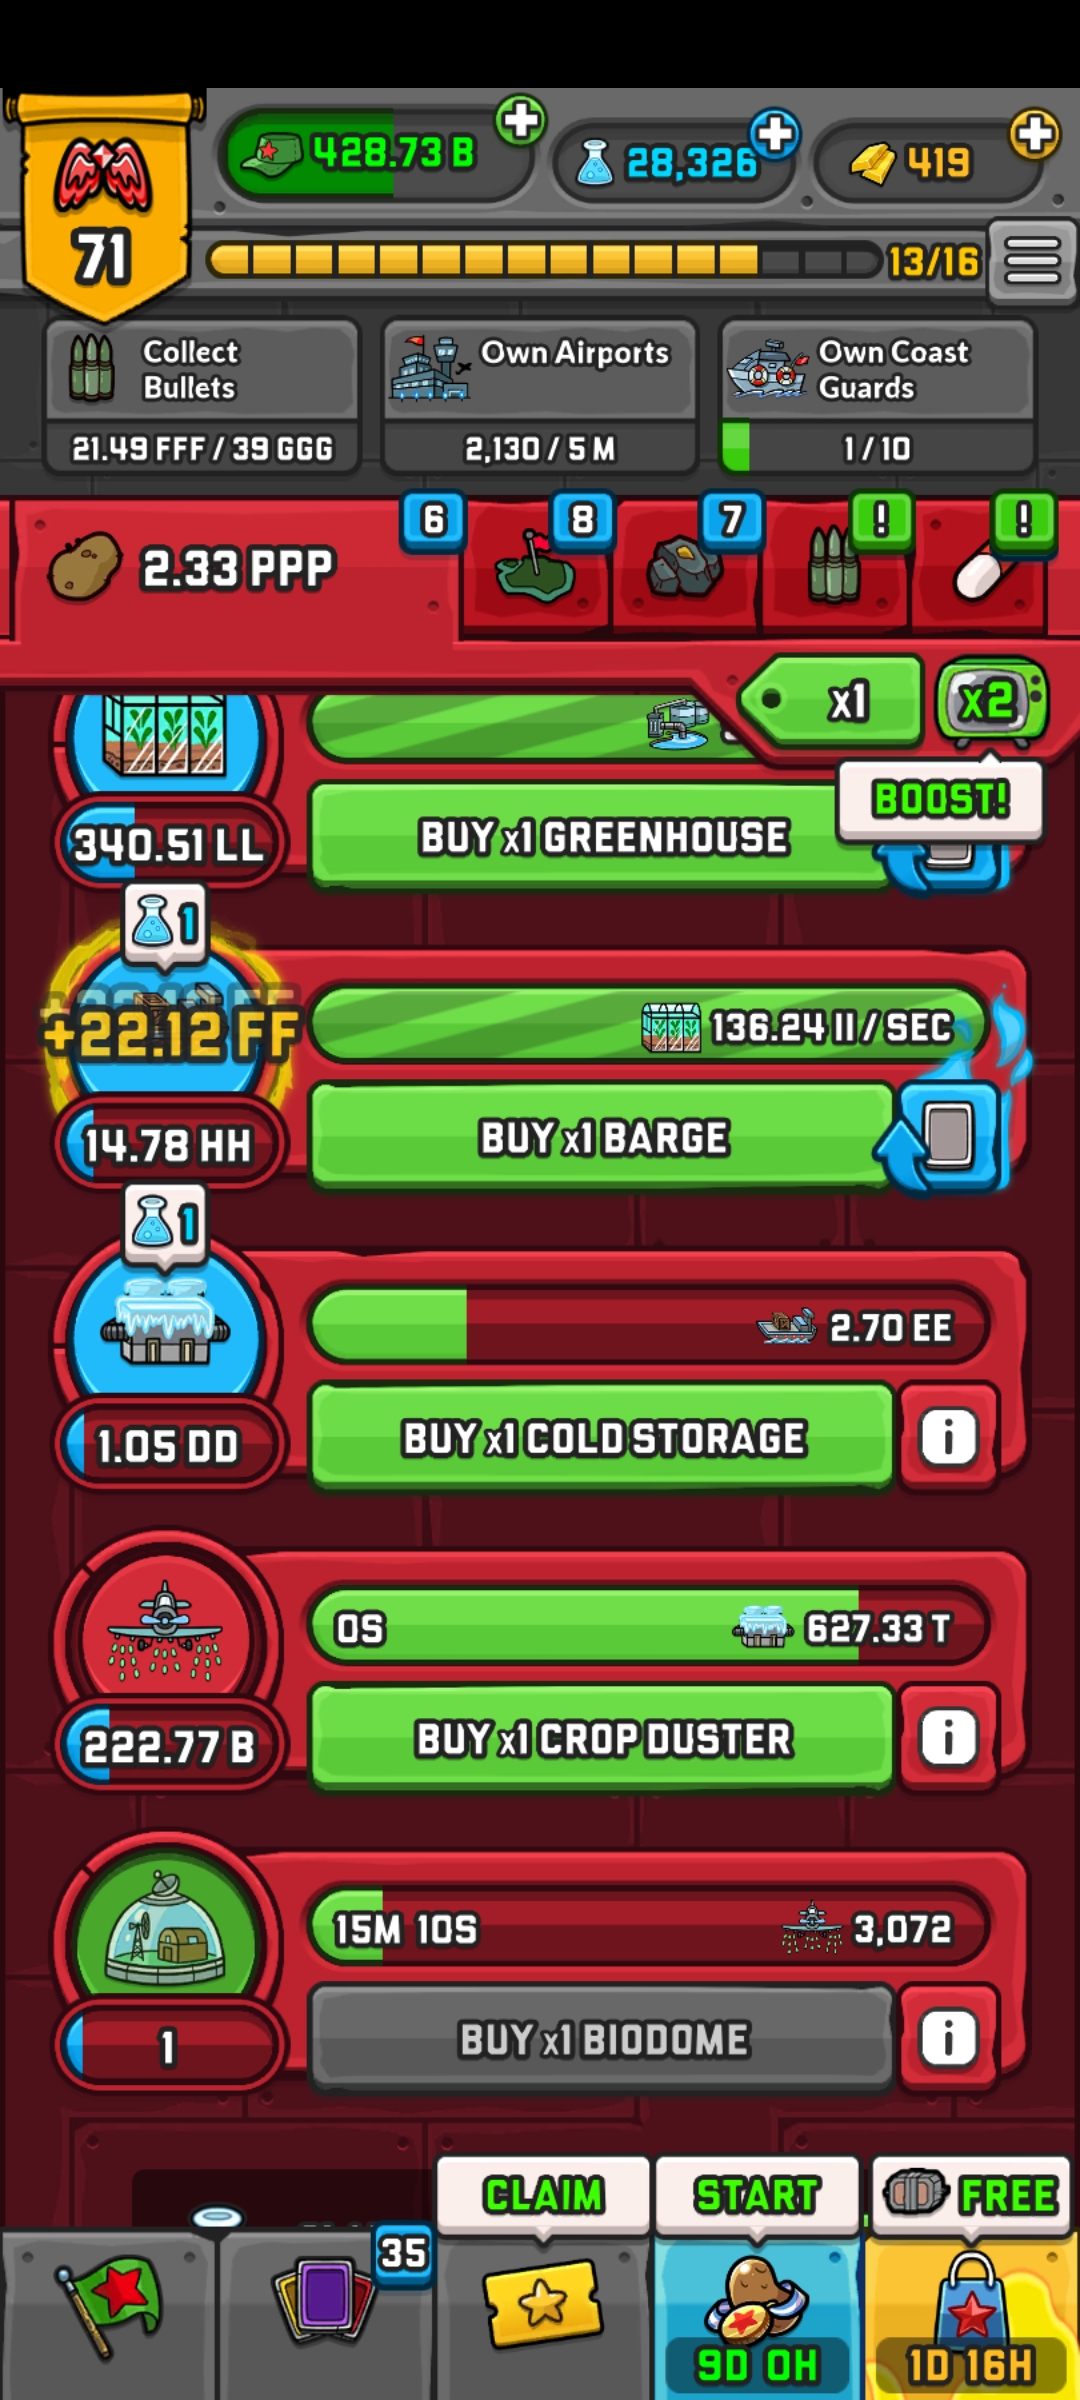 428.73 B
28,326
419
71
13/16
Collect
Bullets
Own Airports
Own Coast
Guards
21.49 FFF / 39 GGG
2,130 / 5 M
1 / 10
2.33 PPP
6
8
7
!
!
x1
x2
BOOST!
340.51 LL
BUY x1 GREENHOUSE
1
+22.12 FF
136.24 II / SEC
14.78 HH
BUY x1 BARGE
1
2.70 EE
1.05 DD
BUY x1 COLD STORAGE
i
0S
627.33 T
222.77 B
BUY x1 CROP DUSTER
i
15M 10S
3,072
1
BUY x1 BIODOME
i
CLAIM
START
FREE
35
9D 0H
1D 16H